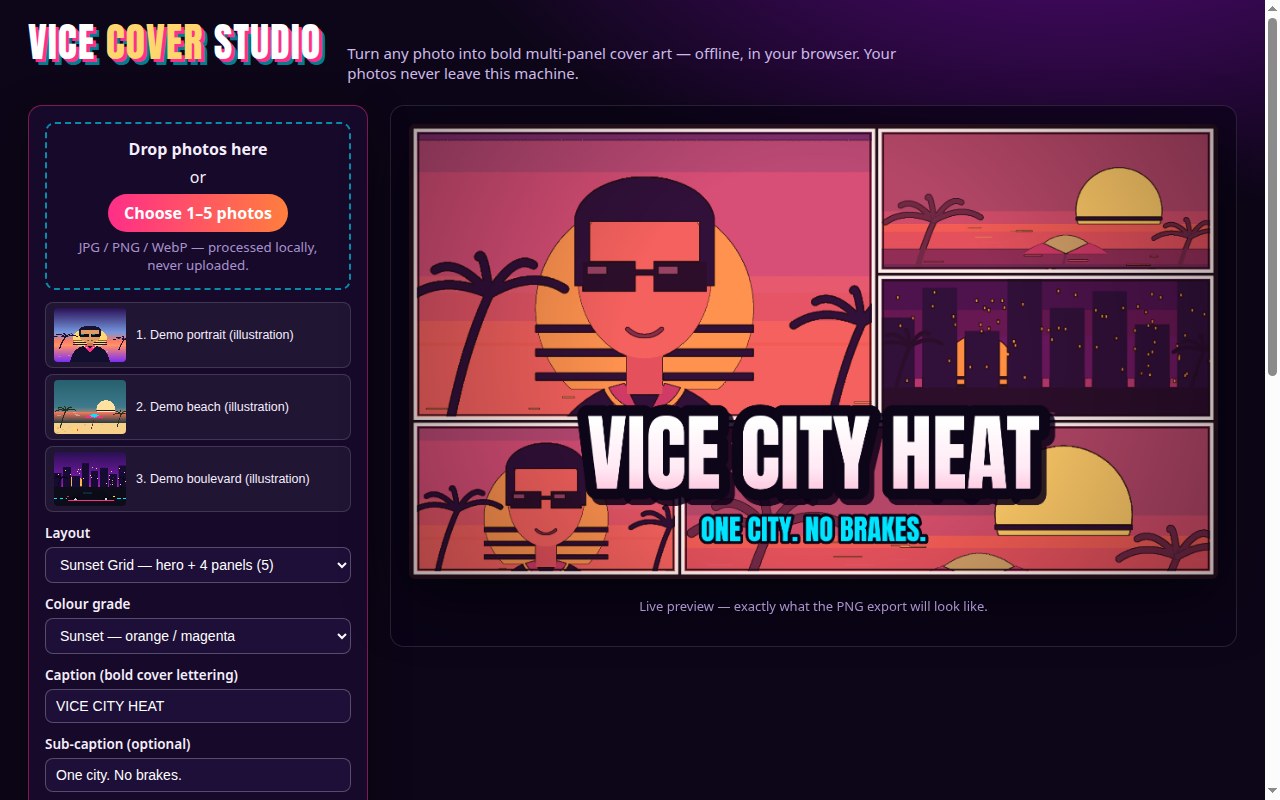 VICE COVER STUDIO
Turn any photo into bold multi-panel cover art — offline, in your browser. Your
photos never leave this machine.
Drop photos here
or
Choose 1–5 photos
JPG / PNG / WebP — processed locally,
never uploaded.
1. Demo portrait (illustration)
2. Demo beach (illustration)
3. Demo boulevard (illustration)
Layout
Sunset Grid — hero + 4 panels (5)
Colour grade
Sunset — orange / magenta
Caption (bold cover lettering)
VICE CITY HEAT
Sub-caption (optional)
One city. No brakes.
VICE CITY HEAT
ONE CITY. NO BRAKES.
Live preview — exactly what the PNG export will look like.